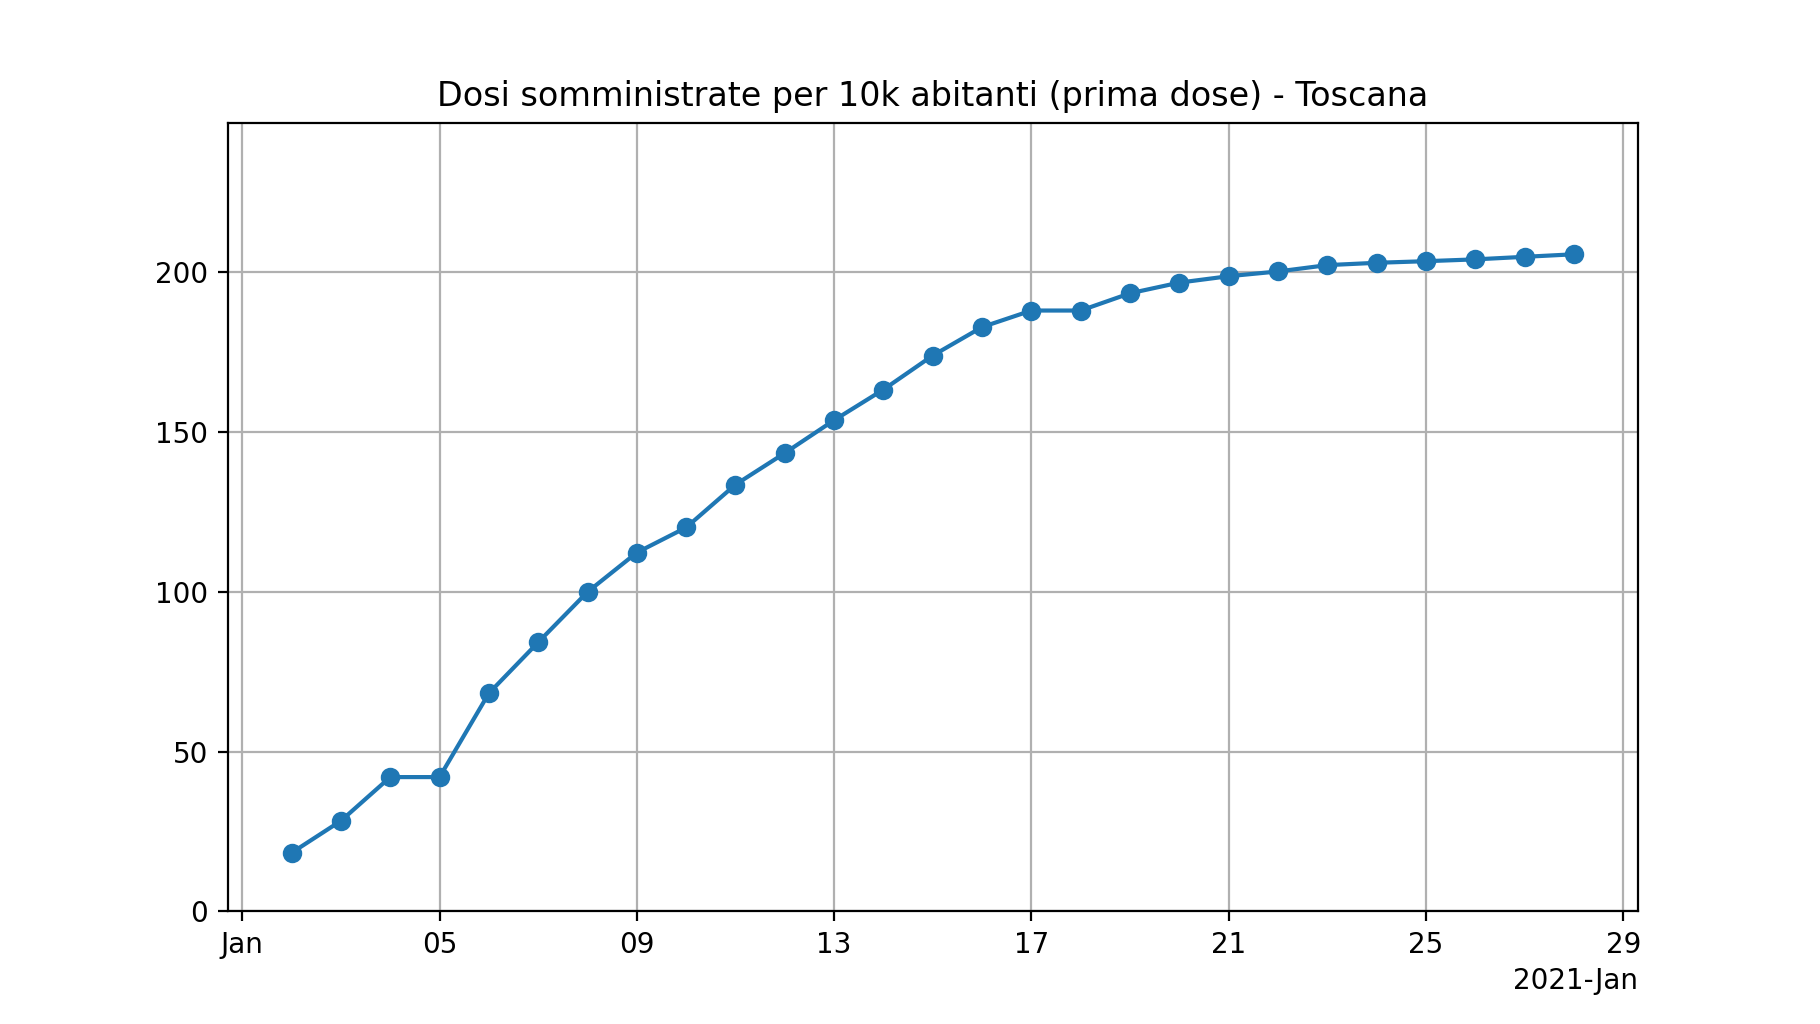 Dosi somministrate per 10k abitanti (prima dose) - Toscana
200
150
100
50
0
Jan 05 09 13 17 21 25 29
2021-Jan